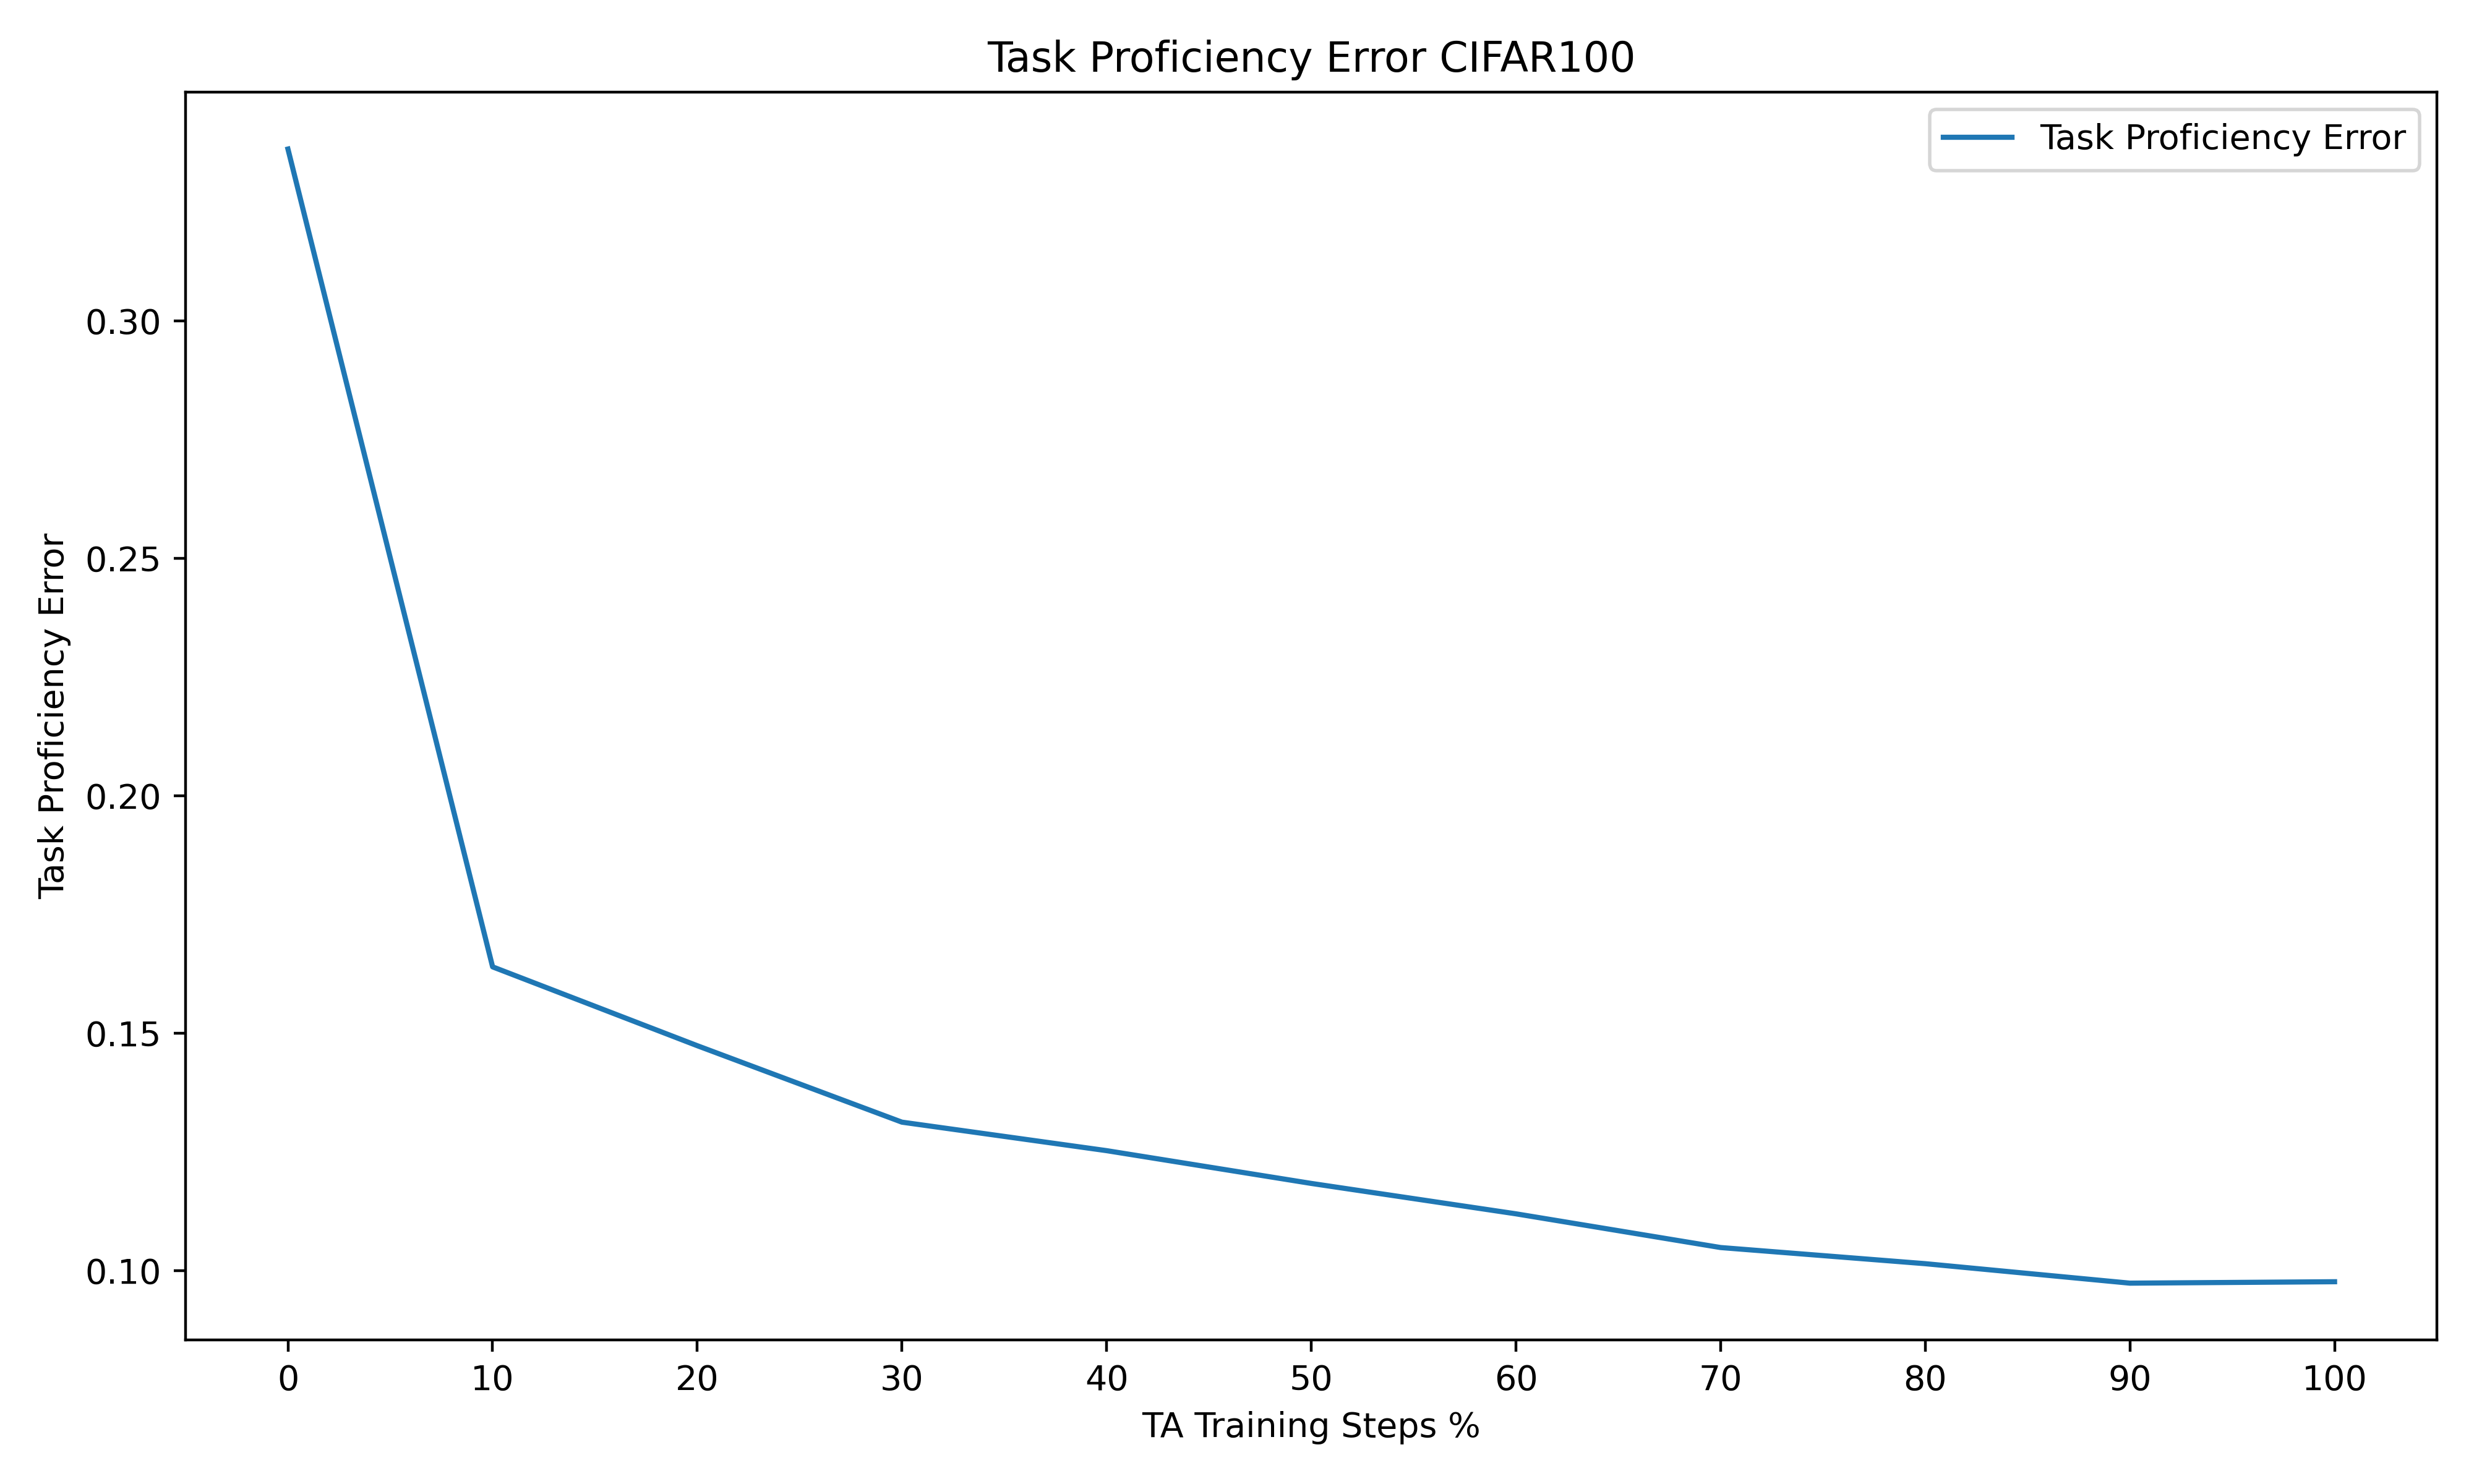 Task Proficiency Error CIFAR100
Task Proficiency Error
Task Proficiency Error
0.30
0.25
0.20
0.15
0.10
0 10 20 30 40 50 60 70 80 90 100
TA Training Steps %